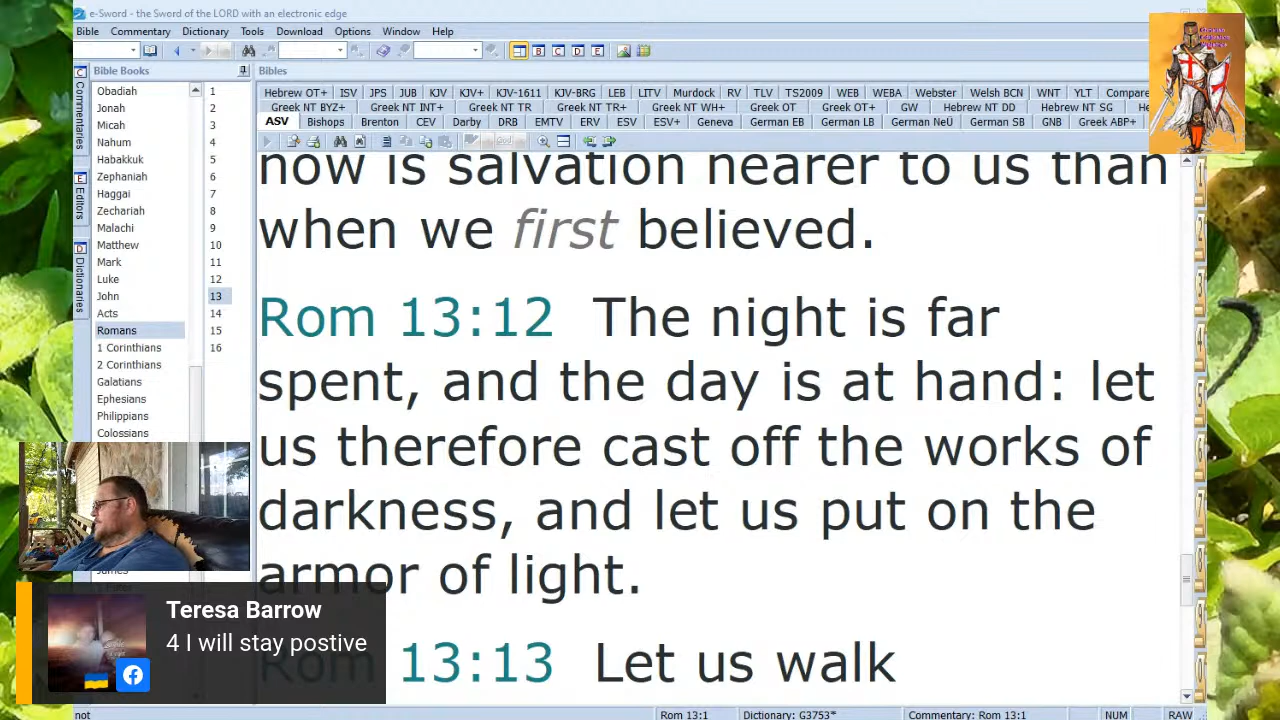 e-Sword - the Sword of the LORD with an electronic edge
Bible Commentary Dictionary Tools Download Options Window Help
Bible Books
Bibles
Commentaries
Editors
Dictionaries
Obadiah
Jonah
Micah
Nahum
Habakkuk
Zephaniah
Haggai
Zechariah
Malachi
Matthew
Mark
Luke
John
Acts
Romans
1 Corinthians
2 Corinthians
Galatians
Ephesians
Philippians
Colossians
James
1
2
3
4
5
6
7
8
9
10
11
12
13
14
15
16
Hebrew OT+ ISV JPS JUB KJV KJV+ KJV-1611 KJV-BRG LEB LITV Murdock RV TLV TS2009 WEB WEBA Webster Welsh BCN WNT YLT Compare
Greek NT BYZ+ Greek NT INT+ Greek NT TR Greek NT TR+ Greek NT WH+ Greek OT Greek OT+ GW Hebrew NT DD Hebrew NT SG He
ASV Bishops Brenton CEV Darby DRB EMTV ERV ESV ESV+ Geneva German EB German LB German NeÜ German SB GNB Greek ABP+
now is salvation nearer to us than
when we first believed.
Rom 13:12 The night is far
spent, and the day is at hand: let
us therefore cast off the works of
darkness, and let us put on the
armor of light.
Rom 13:13 Let us walk
Teresa Barrow
4 I will stay postive
not
Rom 13:1 Dictionary: G3753* Commentary: Rom 13:1 NUM RAW